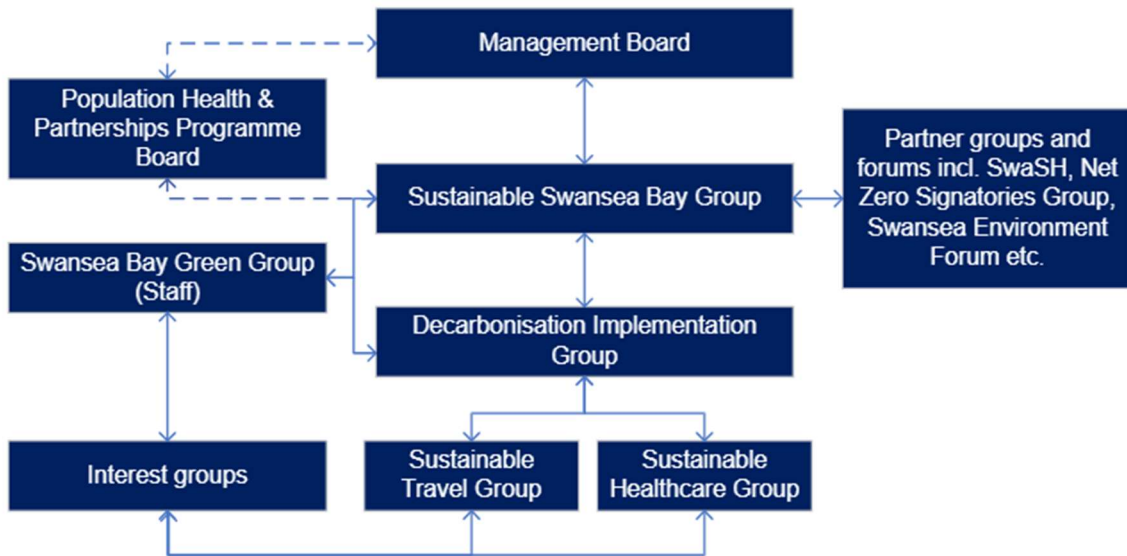 Management Board
Population Health &
Partnerships Programme
Board
Partner groups and
forums incl. SwaSH, Net
Zero Signatories Group,
Swansea Environment
Forum etc.
Sustainable Swansea Bay Group
Swansea Bay Green Group
(Staff)
Decarbonisation Implementation
Group
Interest groups
Sustainable
Travel Group
Sustainable
Healthcare Group